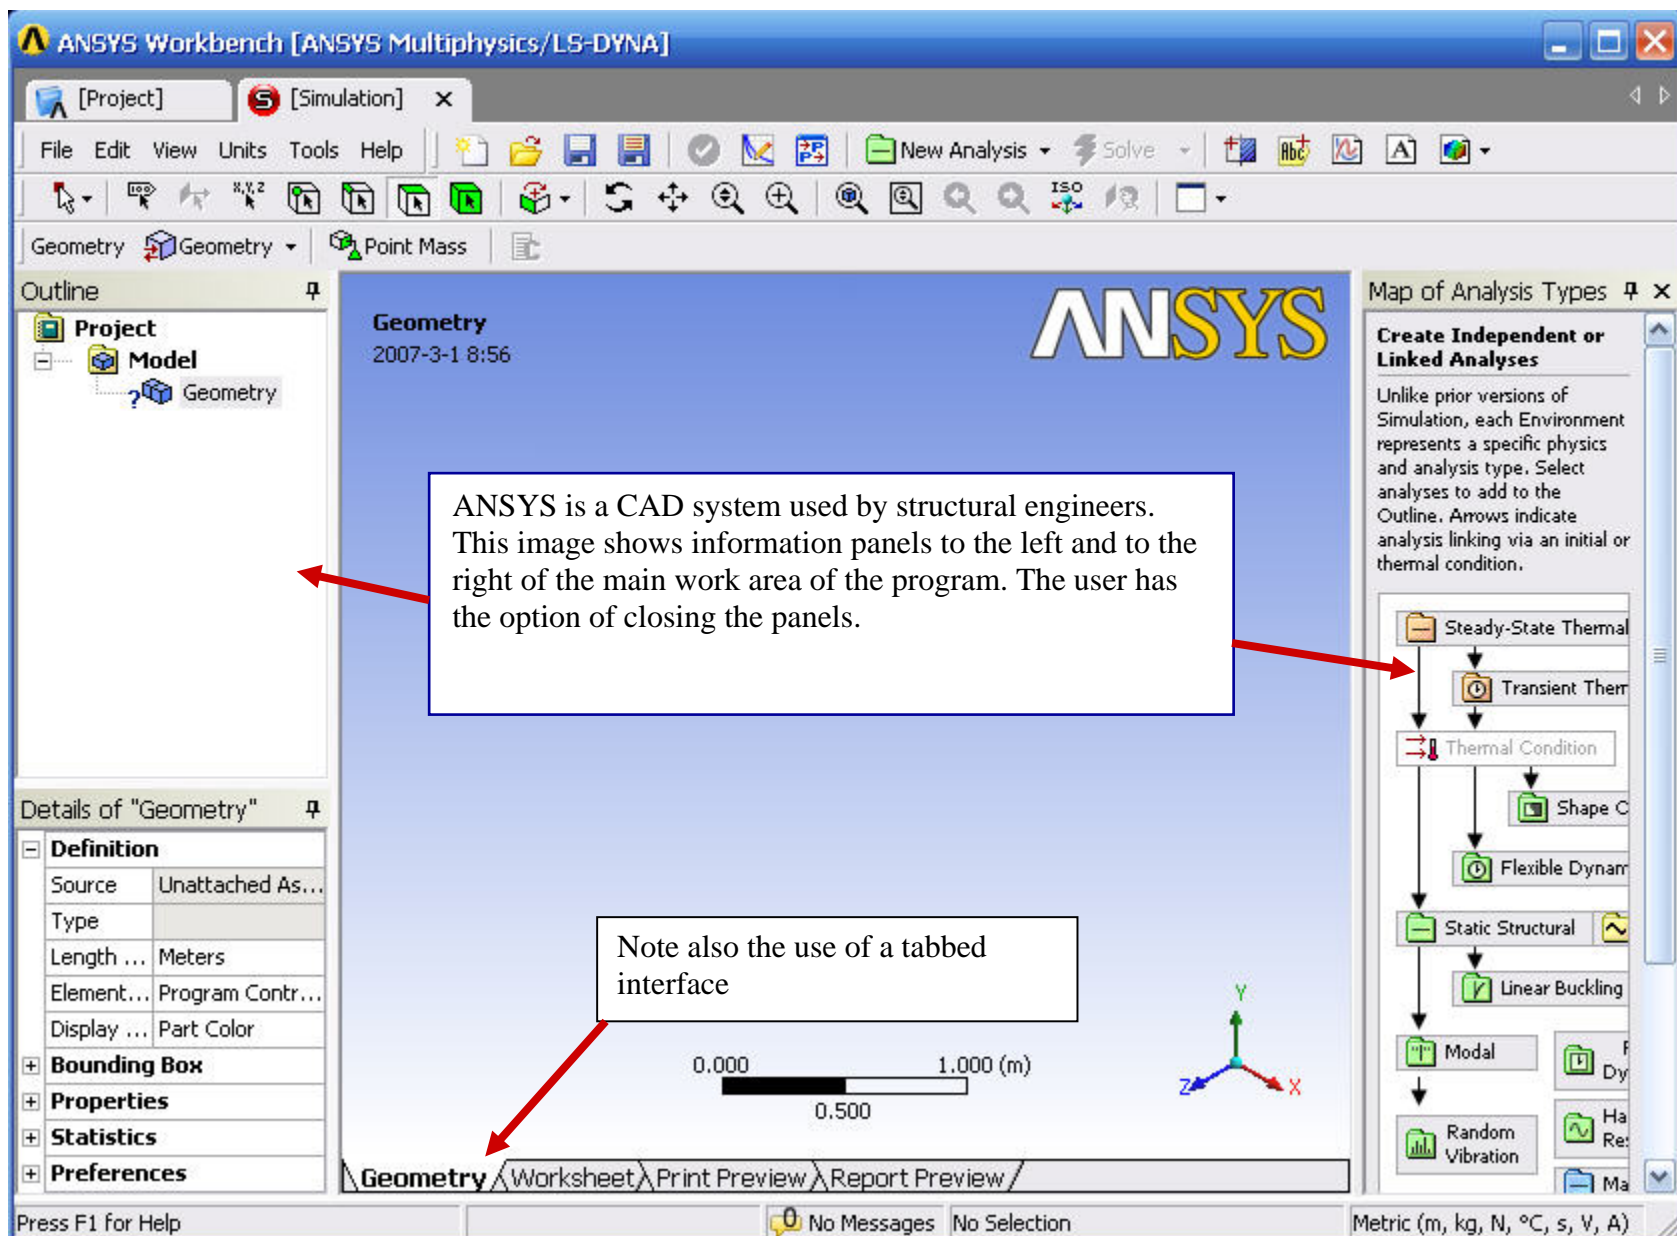 ANSYS Workbench [ANSYS Multiphysics/LS-DYNA]
[Project] [Simulation]
File Edit View Units Tools Help New Analysis Solve
Geometry Geometry Point Mass
Outline
Project
Model
Geometry
Geometry
2007-3-1 8:56
ANSYS
ANSYS is a CAD system used by structural engineers.
This image shows information panels to the left and to the
right of the main work area of the program. The user has
the option of closing the panels.
Map of Analysis Types
Create Independent or
Linked Analyses
Unlike prior versions of
Simulation, each Environment
represents a specific physics
and analysis type. Select
analyses to add to the
Outline. Arrows indicate
analysis linking via an initial or
thermal condition.
Steady-State Thermal
Transient Therr
Thermal Condition
Shape C
Flexible Dynam
Static Structural
Linear Buckling
Modal
Dy
Random
Vibration
Ha
Re
Ma
Details of "Geometry"
Definition
Source Unattached As...
Type
Length ... Meters
Element... Program Contr...
Display ... Part Color
Bounding Box
Properties
Statistics
Preferences
Note also the use of a tabbed
interface
0.000 1.000 (m)
0.500
Y
Z X
Geometry Worksheet Print Preview Report Preview
Press F1 for Help 0 No Messages No Selection Metric (m, kg, N, °C, s, V, A)